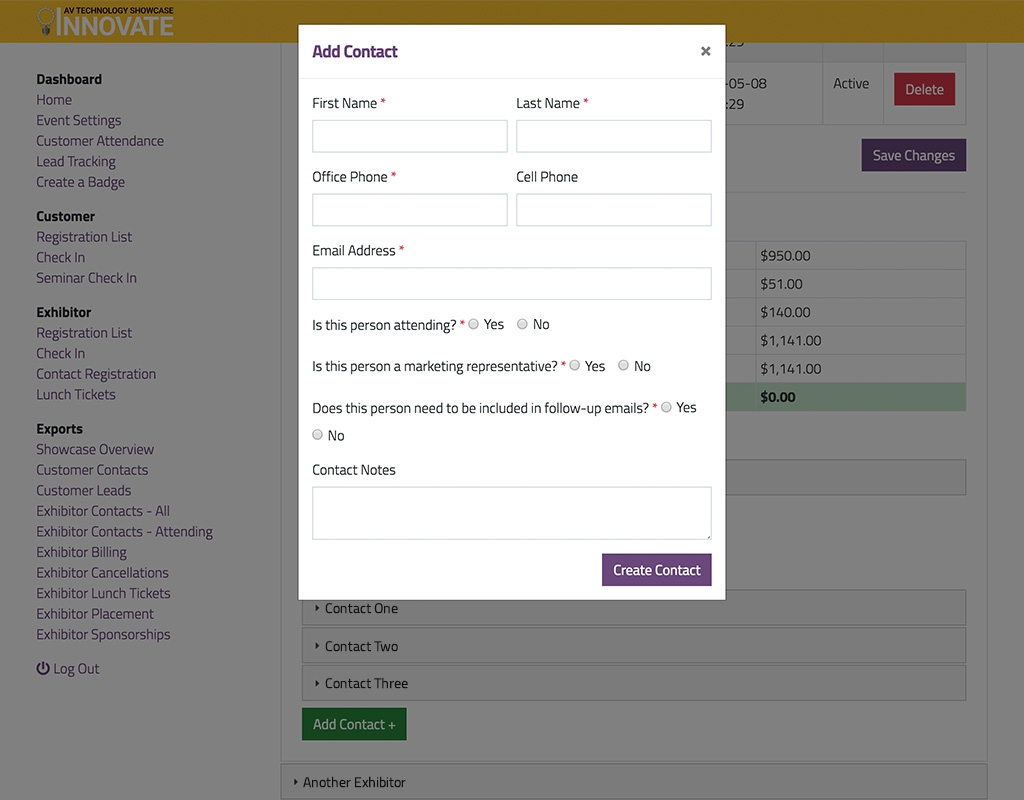 AV TECHNOLOGY SHOWCASE
INNOVATE
Dashboard
Home
Event Settings
Customer Attendance
Lead Tracking
Create a Badge
Customer
Registration List
Check In
Seminar Check In
Exhibitor
Registration List
Check In
Contact Registration
Lunch Tickets
Exports
Showcase Overview
Customer Contacts
Customer Leads
Exhibitor Contacts - All
Exhibitor Contacts - Attending
Exhibitor Billing
Exhibitor Cancellations
Exhibitor Lunch Tickets
Exhibitor Placement
Exhibitor Sponsorships
Log Out
Add Contact ×
First Name * Last Name *
Office Phone * Cell Phone
Email Address *
Is this person attending? * Yes No
Is this person a marketing representative? * Yes No
Does this person need to be included in follow-up emails? * Yes
No
Contact Notes
Create Contact
-05-08 Active Delete
:29
Save Changes
$950.00
$51.00
$140.00
$1,141.00
$1,141.00
$0.00
Contact One
Contact Two
Contact Three
Add Contact +
Another Exhibitor